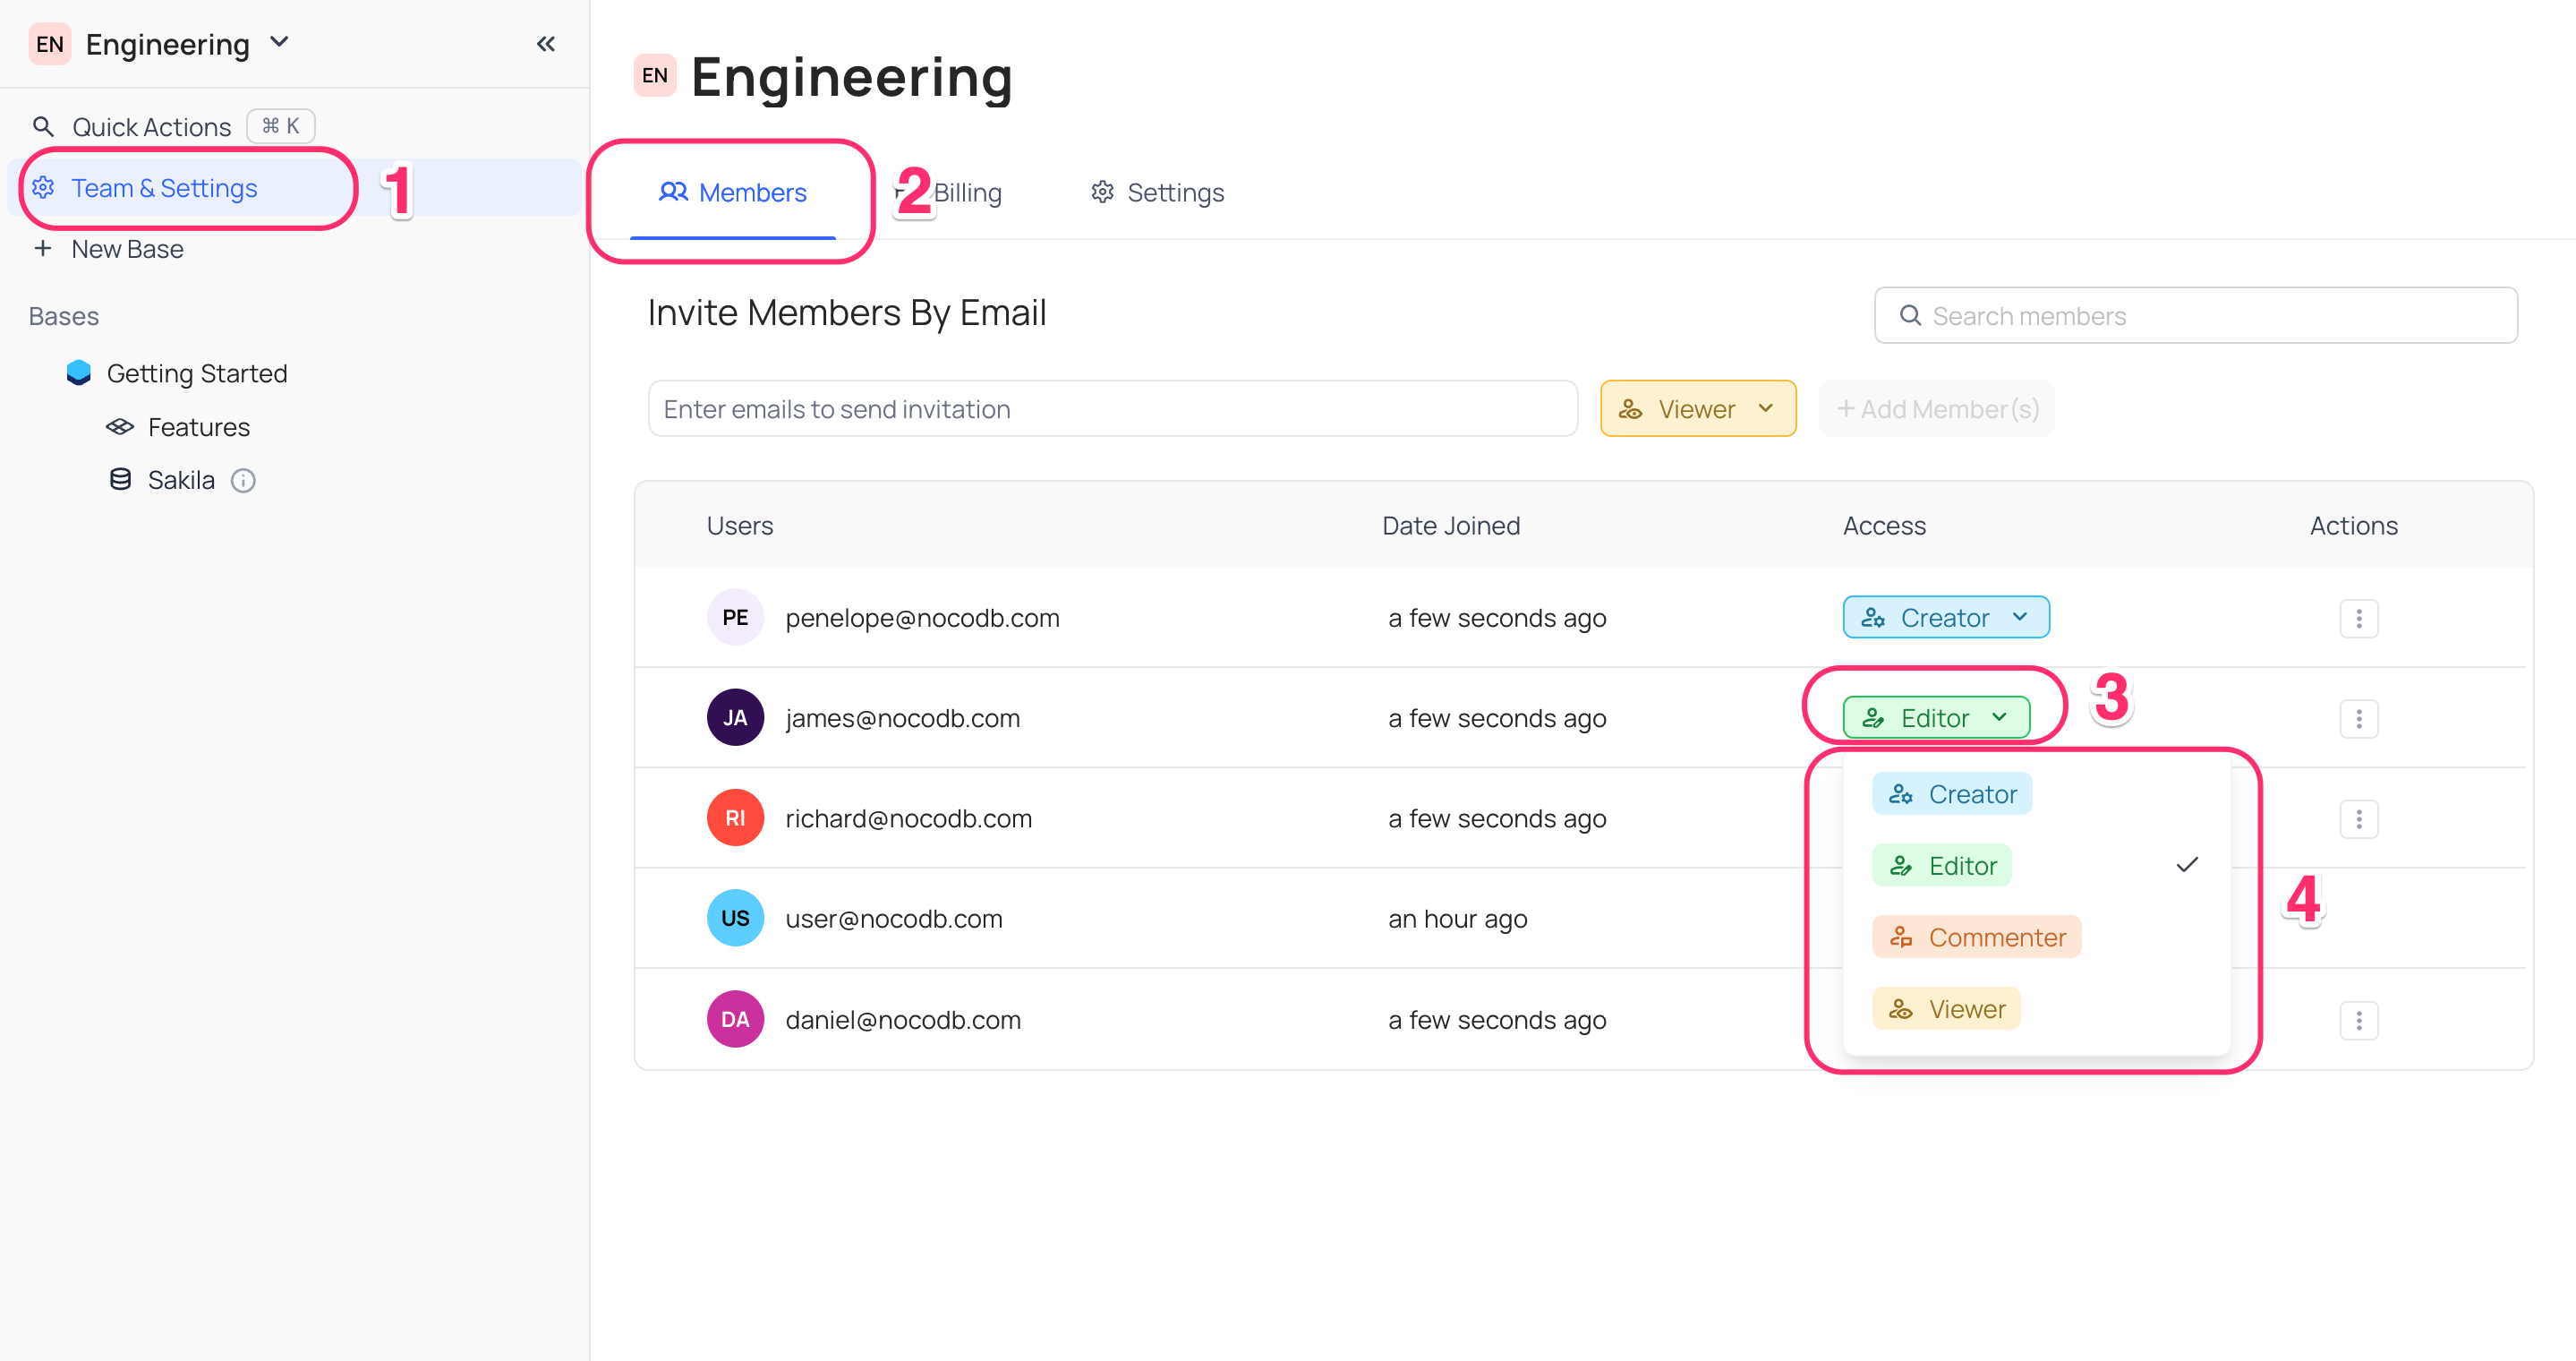 EN Engineering
Quick Actions ⌘ K
Team & Settings 1
New Base
Bases
Getting Started
Features
Sakila
EN Engineering
Members 2 Billing Settings
Invite Members By Email
Search members
Enter emails to send invitation
Viewer
+ Add Member(s)
Users Date Joined Access Actions
PE penelope@nocodb.com a few seconds ago Creator
JA james@nocodb.com a few seconds ago Editor 3
RI richard@nocodb.com a few seconds ago
US user@nocodb.com an hour ago
DA daniel@nocodb.com a few seconds ago
Creator
Editor
Commenter
Viewer
4